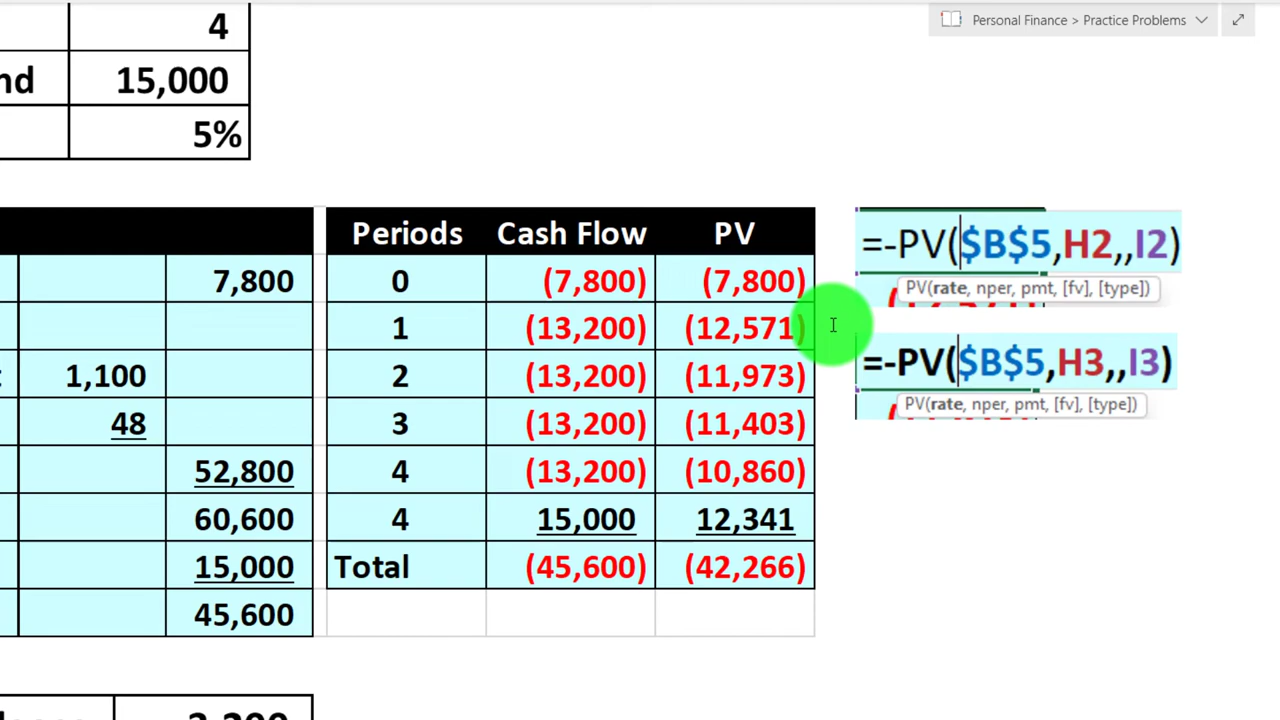 Personal Finance > Practice Problems
4
nd 15,000
5%
7,800
1,100
48
52,800
60,600
15,000
45,600
Periods Cash Flow PV
0 (7,800) (7,800)
1 (13,200) (12,571)
2 (13,200) (11,973)
3 (13,200) (11,403)
4 (13,200) (10,860)
4 15,000 12,341
Total (45,600) (42,266)
=-PV($B$5,H2,,I2)
PV(rate, nper, pmt, [fv], [type])
=-PV($B$5,H3,,I3)
PV(rate, nper, pmt, [fv], [type])